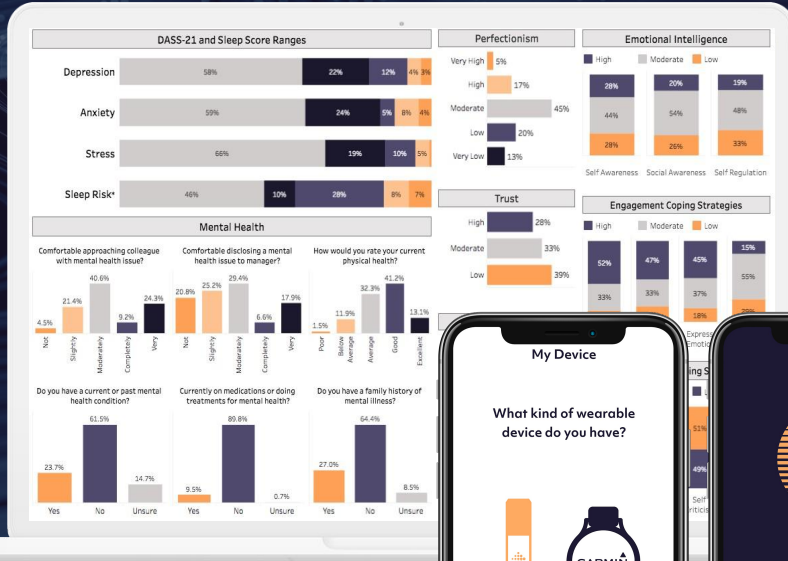 DASS-21 and Sleep Score Ranges
Depression 58% 22% 12% 4% 3%
Anxiety 59% 24% 5% 8% 4%
Stress 66% 19% 10% 5%
Sleep Risk* 46% 10% 28% 8% 7%
Mental Health
Comfortable approaching colleague
with mental health issue?
4.5% 21.4% 40.6% 9.2% 24.3%
Not Slightly Moderately Completely Very
Comfortable disclosing a mental
health issue to manager?
20.8% 25.2% 29.4% 6.6% 17.9%
Not Slightly Moderately Completely Very
How would you rate your current
physical health?
1.5% 11.9% 32.3% 41.2% 13.1%
Poor Below Average Average Good Excellent
Do you have a current or past mental
health condition?
23.7% 61.5% 14.7%
Yes No Unsure
Currently on medications or doing
treatments for mental health?
9.5% 89.8% 0.7%
Yes No Unsure
Do you have a family history of
mental illness?
27.0% 64.4% 8.5%
Yes No Unsure
Perfectionism
Very High 5%
High 17%
Moderate 45%
Low 20%
Very Low 13%
Trust
High 28%
Moderate 33%
Low 39%
Emotional Intelligence
High Moderate Low
28% 20% 19%
44% 54% 48%
28% 26% 33%
Self Awareness Social Awareness Self Regulation
Engagement Coping Strategies
High Moderate Low
52% 47% 45% 15%
33% 33% 37% 55%
18%
Express
Emotio
ing S
51%
49%
Self
riticis
My Device
What kind of wearable
device do you have?
GARMIN